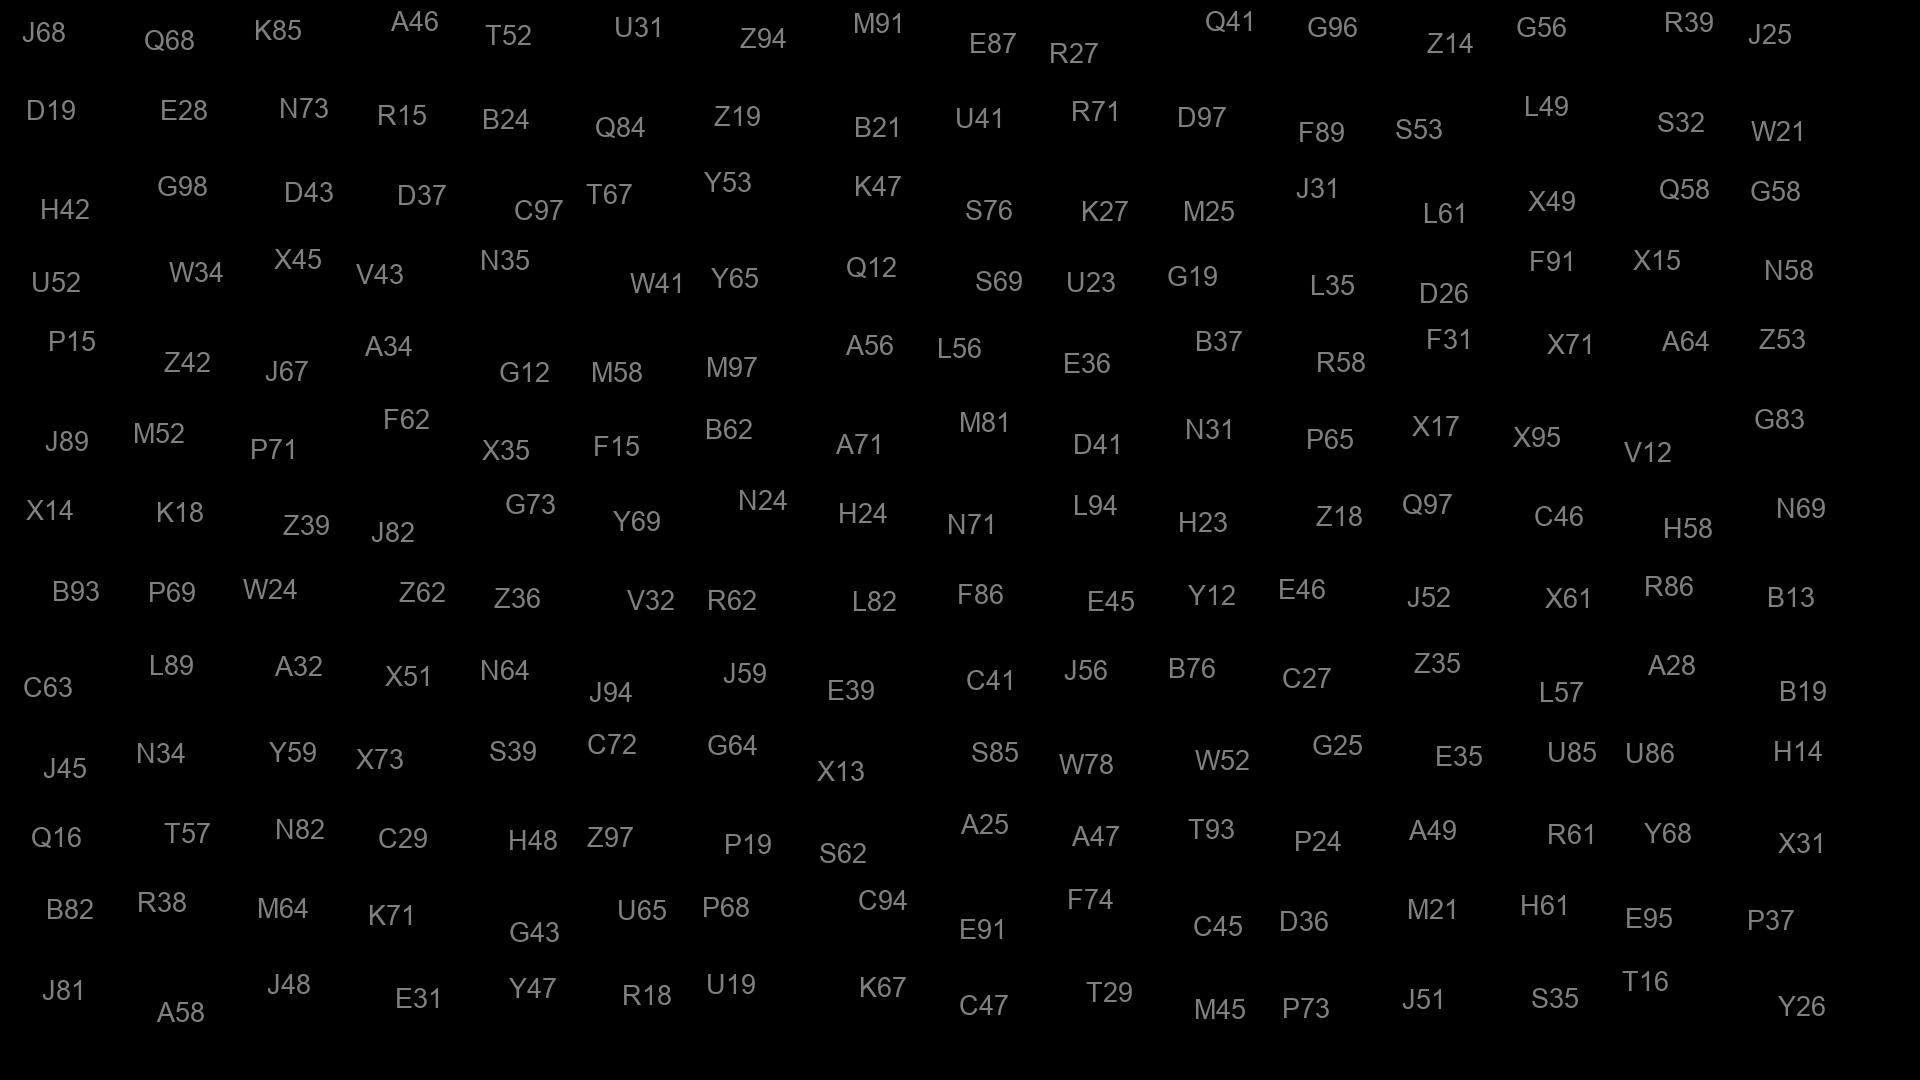 J68 Q68 K85 A46 T52 U31 Z94 M91 E87 R27 Q41 G96 Z14 G56 R39 J25
D19 E28 N73 R15 B24 Q84 Z19 B21 U41 R71 D97 F89 S53 L49 S32 W21
H42 G98 D43 D37 C97 T67 Y53 K47 S76 K27 M25 J31 L61 X49 Q58 G58
U52 W34 X45 V43 N35 W41 Y65 Q12 S69 U23 G19 L35 D26 F91 X15 N58
P15 Z42 J67 A34 G12 M58 M97 A56 L56 E36 B37 R58 F31 X71 A64 Z53
J89 M52 P71 F62 X35 F15 B62 A71 M81 D41 N31 P65 X17 X95 V12 G83
X14 K18 Z39 J82 G73 Y69 N24 H24 N71 L94 H23 Z18 Q97 C46 H58 N69
B93 P69 W24 Z62 Z36 V32 R62 L82 F86 E45 Y12 E46 J52 X61 R86 B13
C63 L89 A32 X51 N64 J94 J59 E39 C41 J56 B76 C27 Z35 L57 A28 B19
J45 N34 Y59 X73 S39 C72 G64 X13 S85 W78 W52 G25 E35 U85 U86 H14
Q16 T57 N82 C29 H48 Z97 P19 S62 A25 A47 T93 P24 A49 R61 Y68 X31
B82 R38 M64 K71 G43 U65 P68 C94 E91 F74 C45 D36 M21 H61 E95 P37
J81 A58 J48 E31 Y47 R18 U19 K67 C47 T29 M45 P73 J51 S35 T16 Y26